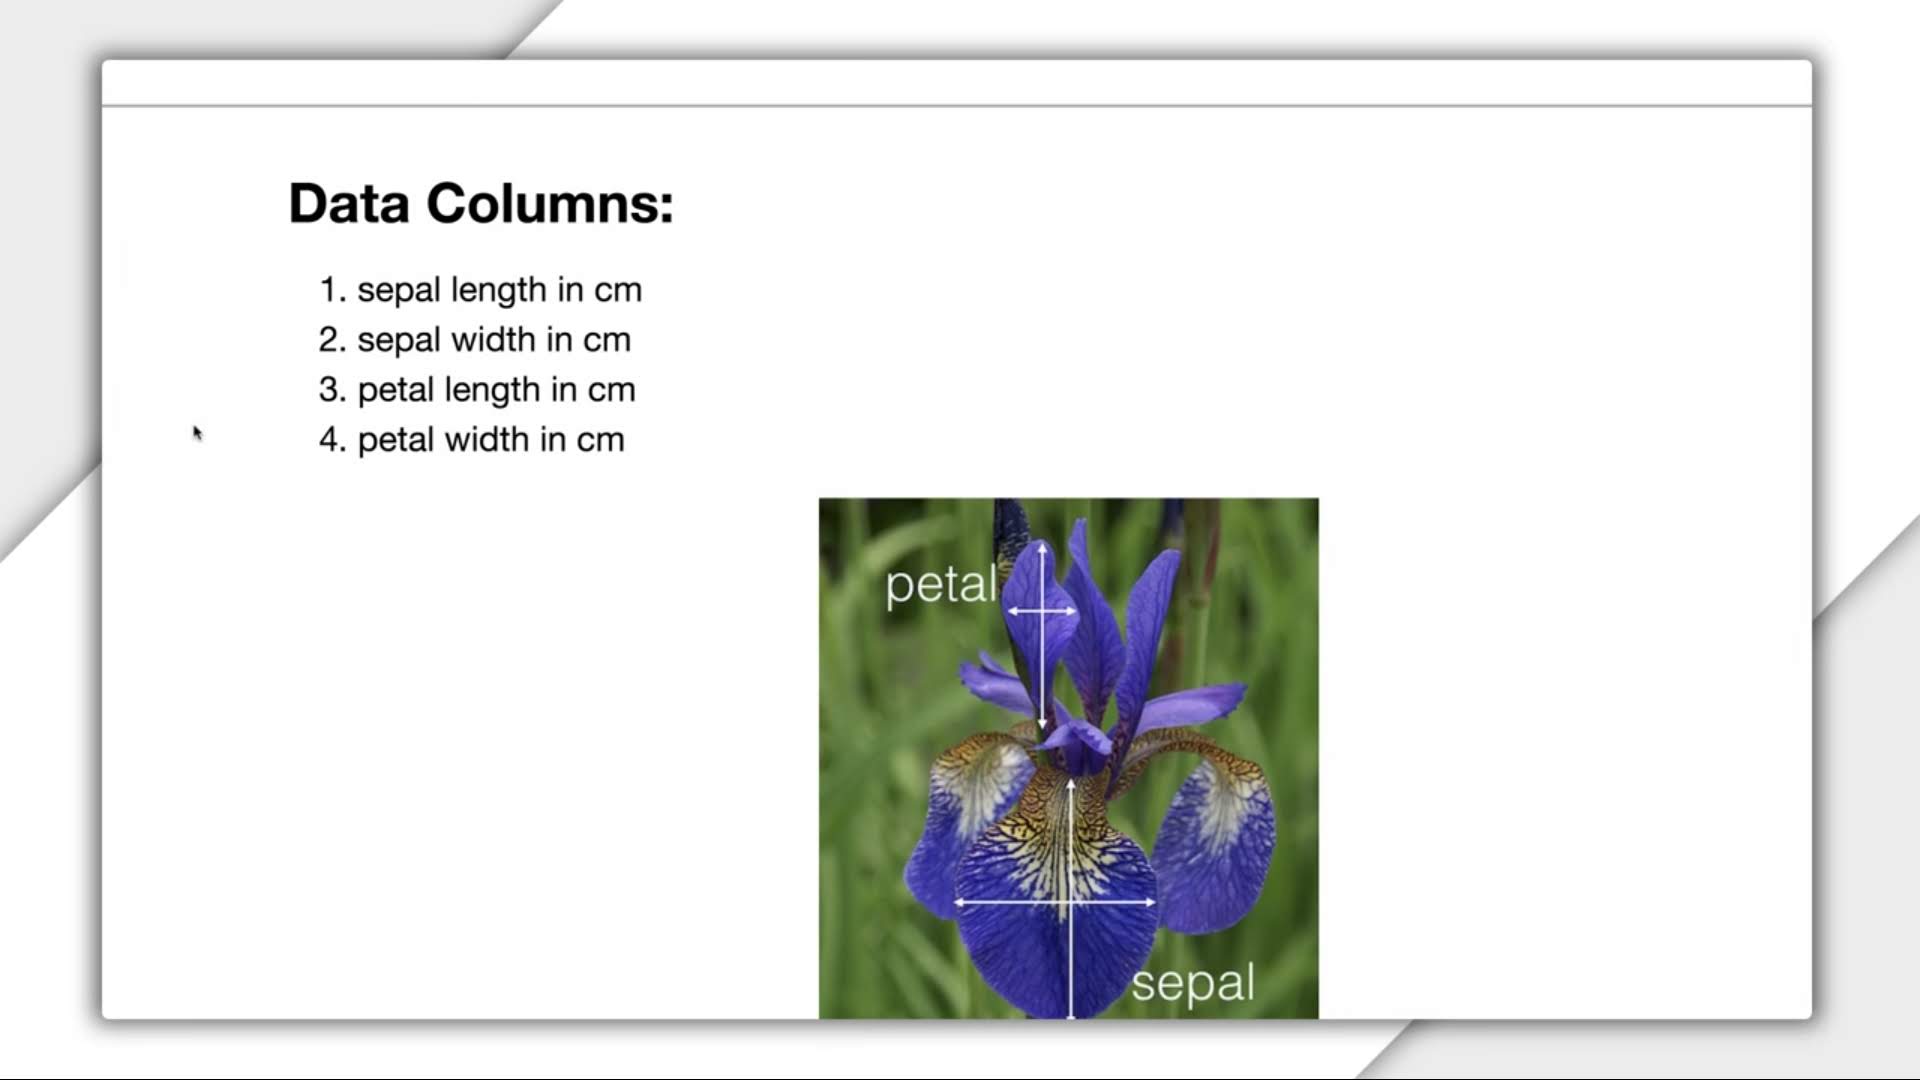 Data Columns:
1. sepal length in cm
2. sepal width in cm
3. petal length in cm
4. petal width in cm
petal
sepal